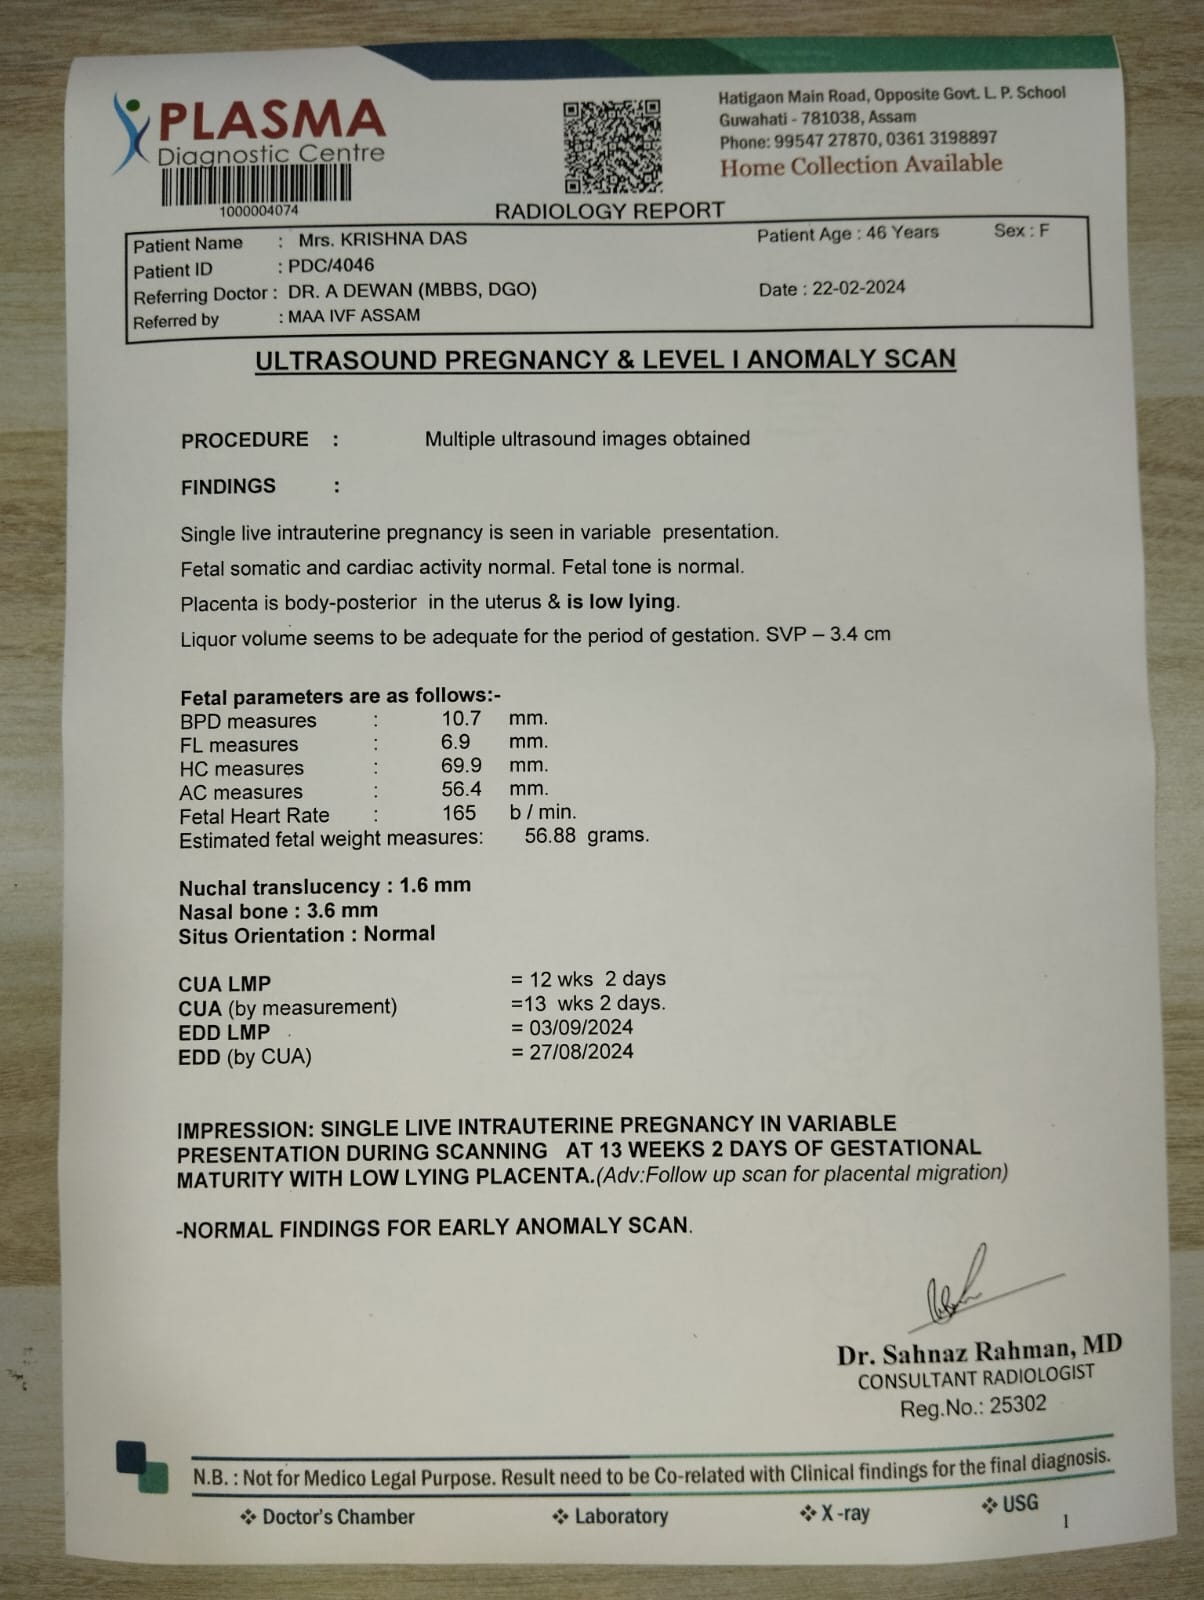 PLASMA
Diagnostic Centre
1000004074
Hatigaon Main Road, Opposite Govt. L. P. School
Guwahati - 781038, Assam
Phone: 99547 27870, 0361 3198897
Home Collection Available
RADIOLOGY REPORT
Patient Name : Mrs. KRISHNA DAS Patient Age : 46 Years Sex : F
Patient ID : PDC/4046
Referring Doctor : DR. A DEWAN (MBBS, DGO) Date : 22-02-2024
Referred by : MAA IVF ASSAM
ULTRASOUND PREGNANCY & LEVEL I ANOMALY SCAN
PROCEDURE : Multiple ultrasound images obtained
FINDINGS :
Single live intrauterine pregnancy is seen in variable presentation.
Fetal somatic and cardiac activity normal. Fetal tone is normal.
Placenta is body-posterior in the uterus & is low lying.
Liquor volume seems to be adequate for the period of gestation. SVP – 3.4 cm
Fetal parameters are as follows:-
BPD measures : 10.7 mm.
FL measures : 6.9 mm.
HC measures : 69.9 mm.
AC measures : 56.4 mm.
Fetal Heart Rate : 165 b / min.
Estimated fetal weight measures: 56.88 grams.
Nuchal translucency : 1.6 mm
Nasal bone : 3.6 mm
Situs Orientation : Normal
CUA LMP = 12 wks 2 days
CUA (by measurement) =13 wks 2 days.
EDD LMP = 03/09/2024
EDD (by CUA) = 27/08/2024
IMPRESSION: SINGLE LIVE INTRAUTERINE PREGNANCY IN VARIABLE
PRESENTATION DURING SCANNING AT 13 WEEKS 2 DAYS OF GESTATIONAL
MATURITY WITH LOW LYING PLACENTA.(Adv:Follow up scan for placental migration)
-NORMAL FINDINGS FOR EARLY ANOMALY SCAN.
Dr. Sahnaz Rahman, MD
CONSULTANT RADIOLOGIST
Reg.No.: 25302
N.B. : Not for Medico Legal Purpose. Result need to be Co-related with Clinical findings for the final diagnosis.
❖ Doctor's Chamber ❖ Laboratory ❖ X -ray ❖ USG
1